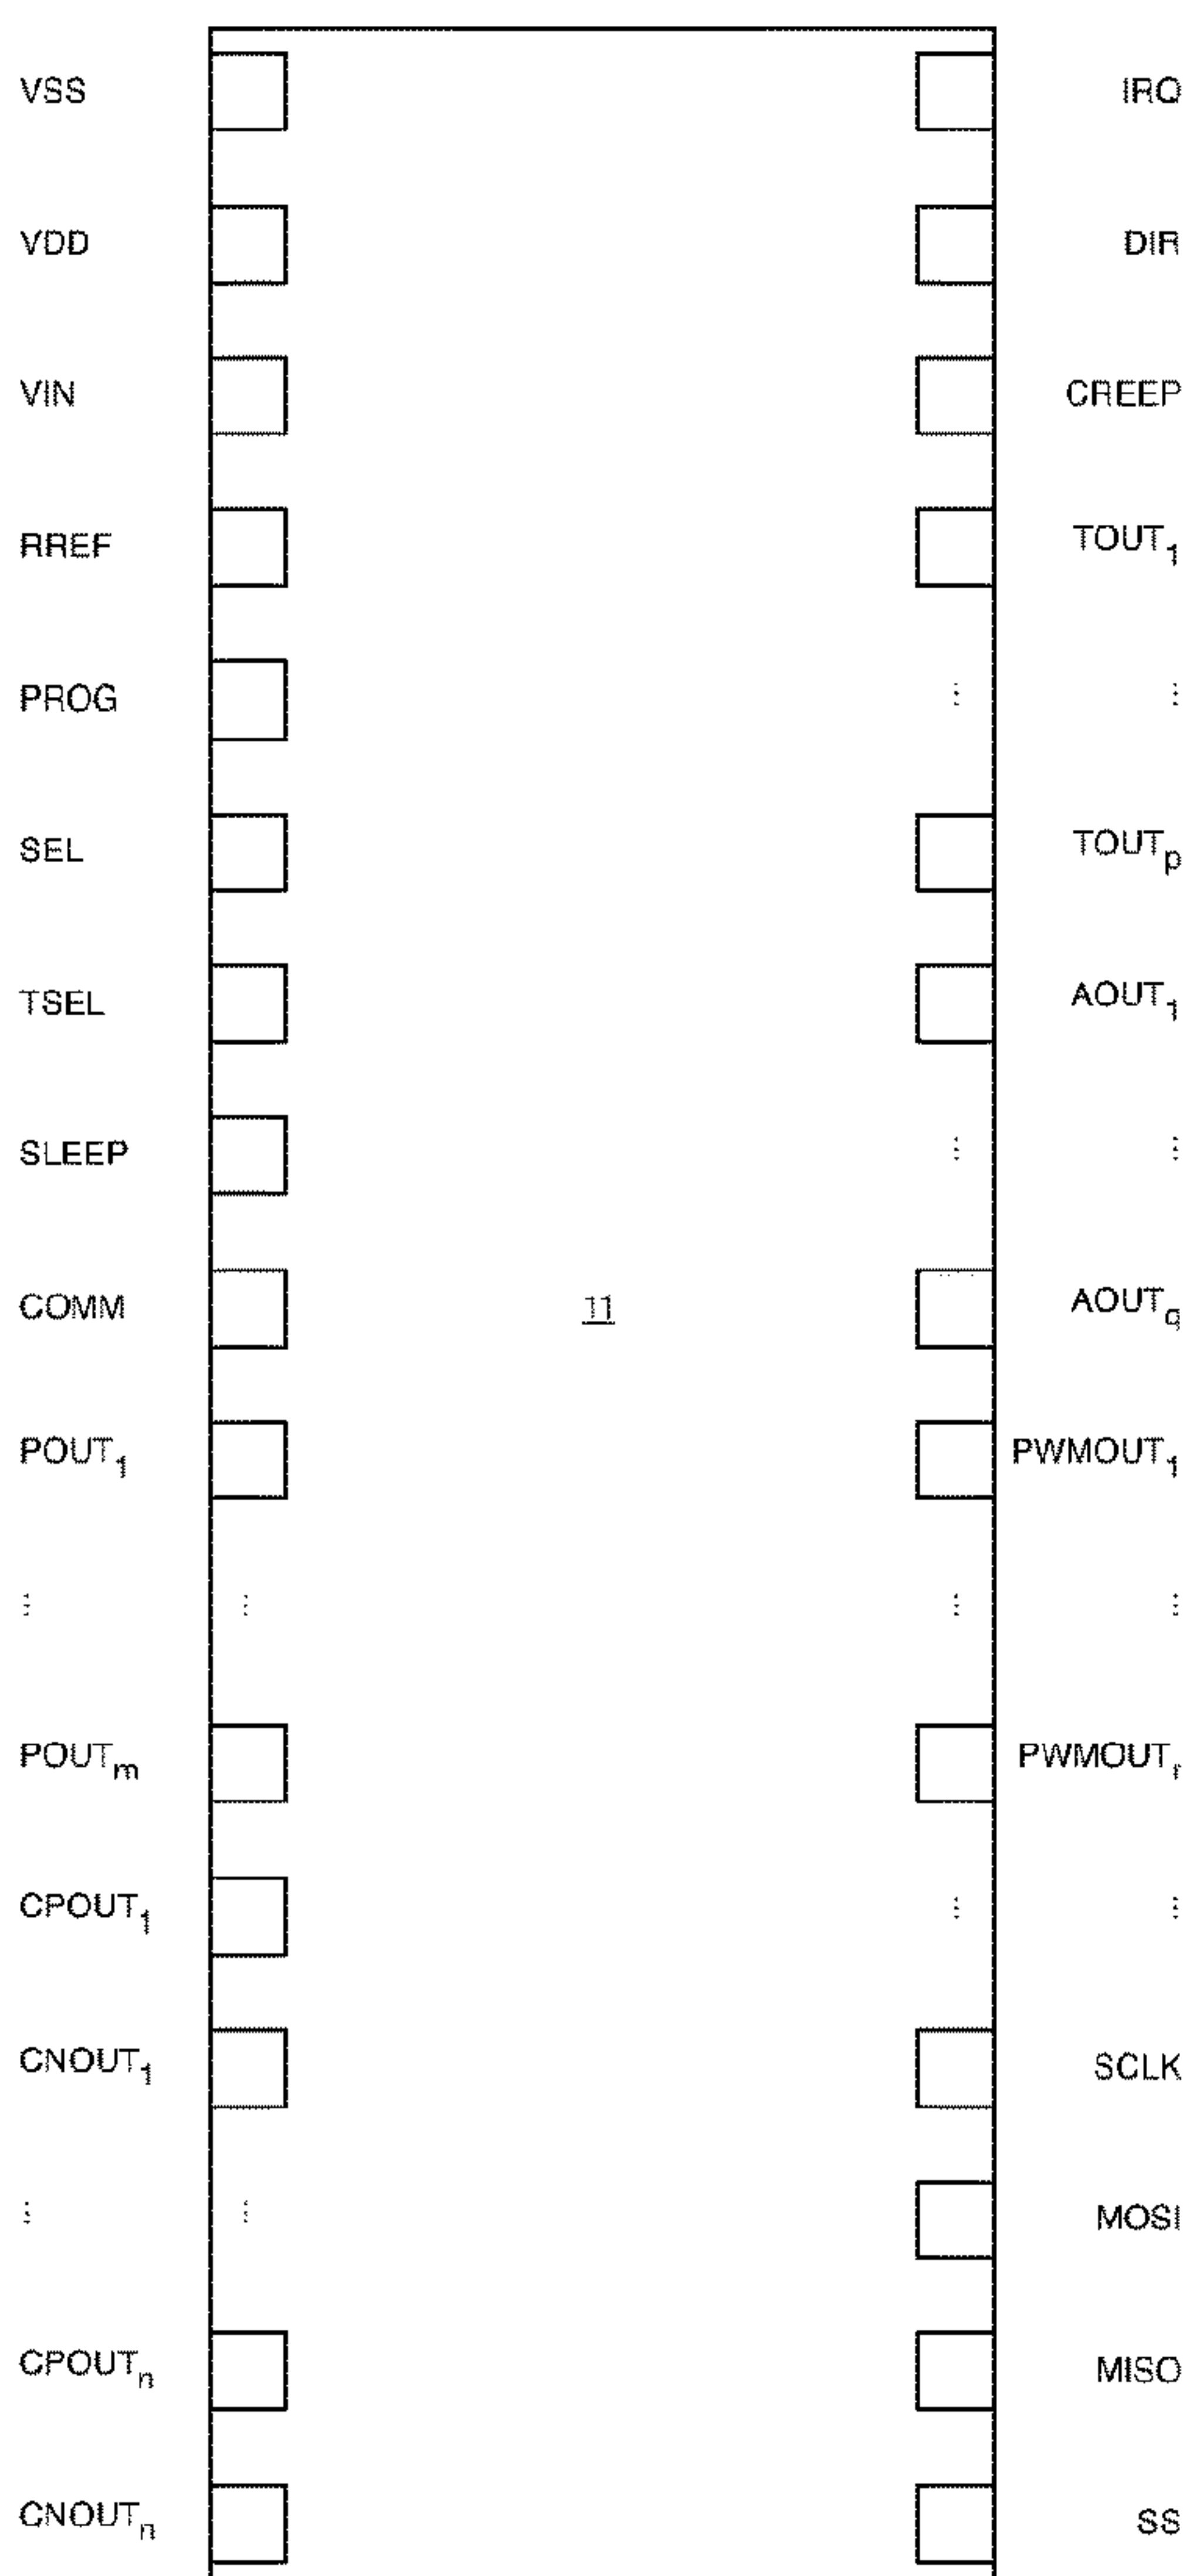 VSS IRQ
VDD DIR
VIN CREEP
RREF TOUT₁
PROG ⋮ ⋮
SEL TOUTₚ
TSEL AOUT₁
SLEEP ⋮ ⋮
COMM 11 AOUTq
POUT₁ PWMOUT₁
⋮ ⋮ ⋮ ⋮
POUTₘ PWMOUTᵣ
CPOUT₁ ⋮ ⋮
CNOUT₁ SCLK
⋮ ⋮ MOSI
CPOUTₙ MISO
CNOUTₙ SS